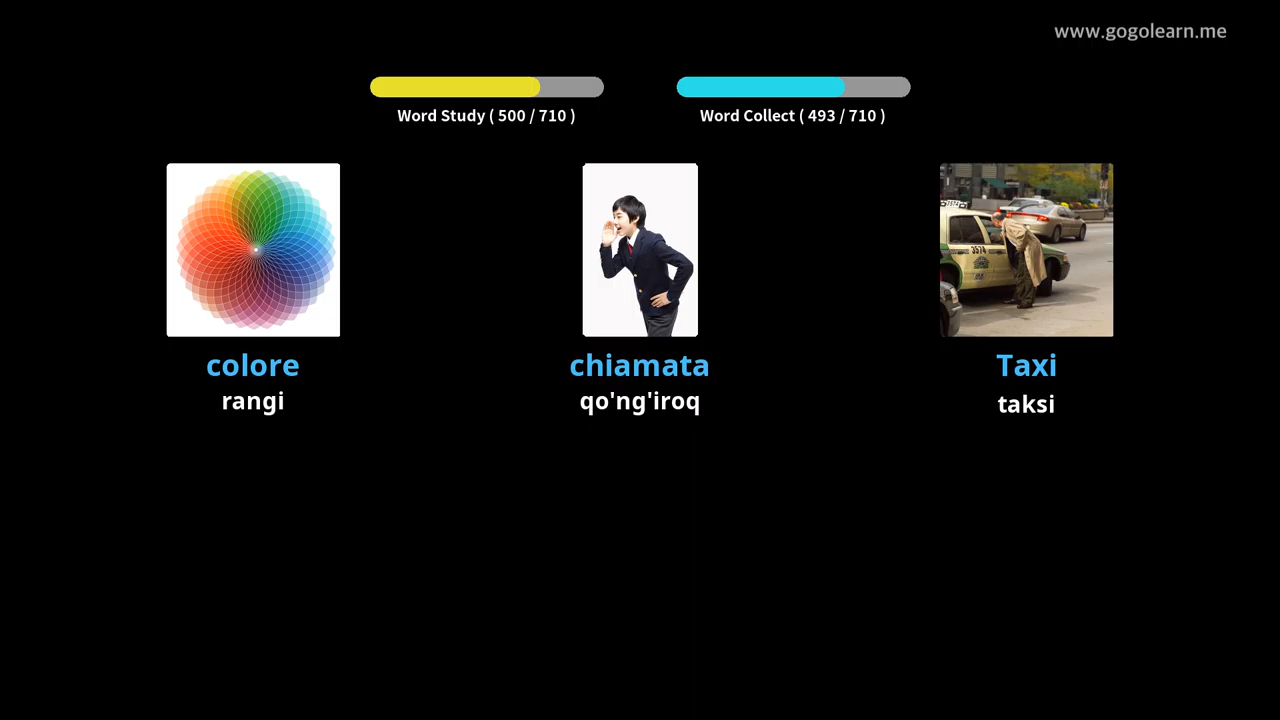 www.gogolearn.me
Word Study ( 500 / 710 )
Word Collect ( 493 / 710 )
3574
colore
chiamata
Taxi
rangi
qo'ng'iroq
taksi